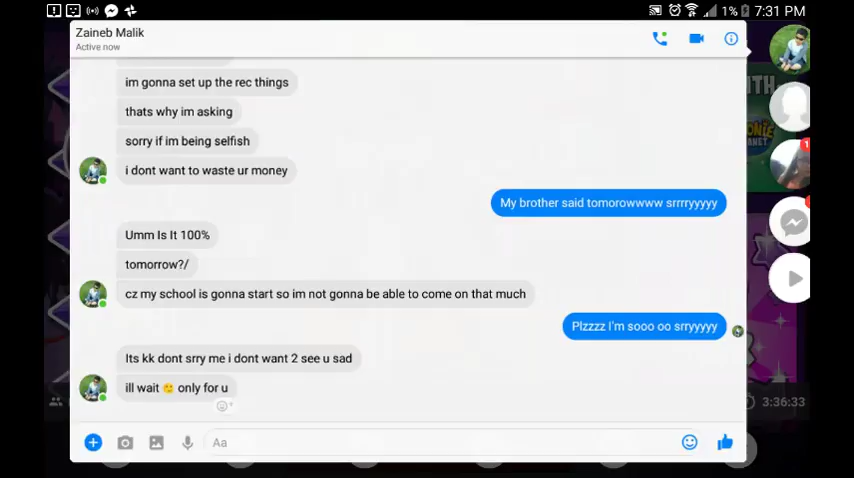 1% 7:31 PM
Zaineb Malik
Active now
im gonna set up the rec things
thats why im asking
sorry if im being selfish
i dont want to waste ur money
My brother said tomorowwww srrrryyyyy
Umm Is It 100%
tomorrow?/
cz my school is gonna start so im not gonna be able to come on that much
Plzzzz I'm sooo oo srryyyyy
Its kk dont srry me i dont want 2 see u sad
ill wait 😗 only for u
Aa
1
3:36:33